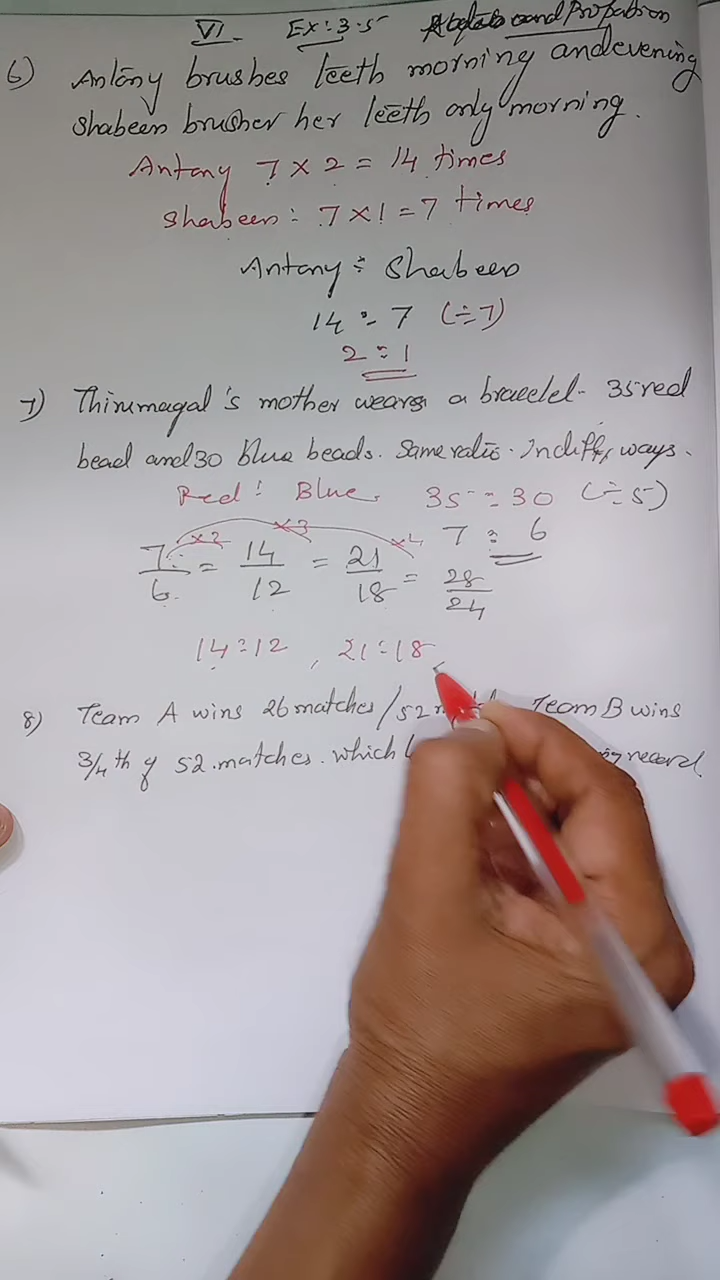 VI. Ex: 3.5 and Propation
6) Antony brushes teeth morning and evening
Shabeen brusher her teeth only morning.
Antony 7 × 2 = 14 times
Shabeen: 7 × 1 = 7 times
Antony : Shabeen
14 : 7 (÷7)
2 : 1
7) Thirumagal's mother wears a bracelet. 35 red
bead and 30 blue beads. Same ratio. In diff, ways.
Red : Blue. 35 : 30 (÷5)
×2 ×3 ×4 7 : 6
7/6 = 14/12 = 21/18 = 28/24
14:12, 21:18,
8) Team A wins 26 matches/52 Team B wins
3/4 th of 52 matches. which record.